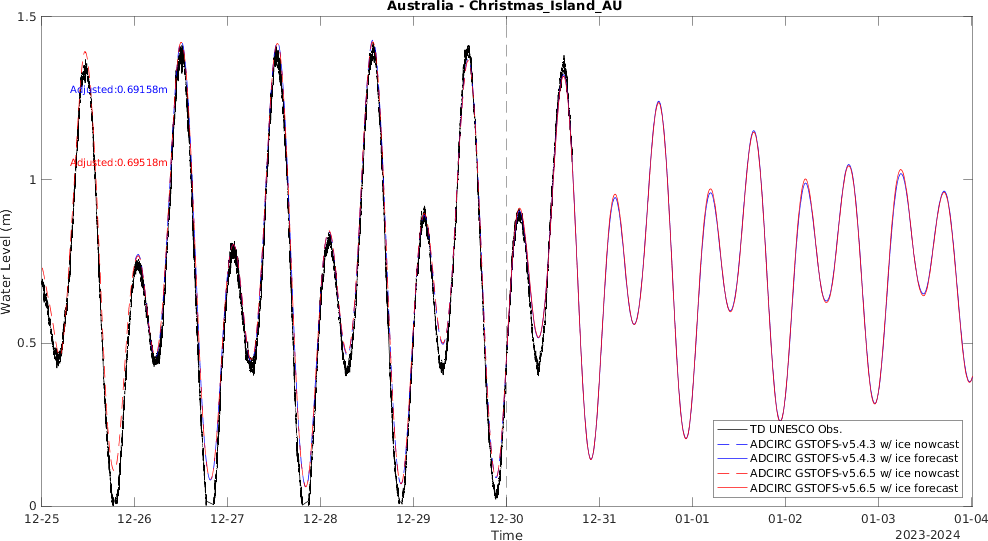 Australia - Christmas_Island_AU
1.5
1
0.5
0
Water Level (m)
Adjusted:0.69158m
Adjusted:0.69518m
TD UNESCO Obs.
ADCIRC GSTOFS-v5.4.3 w/ ice nowcast
ADCIRC GSTOFS-v5.4.3 w/ ice forecast
ADCIRC GSTOFS-v5.6.5 w/ ice nowcast
ADCIRC GSTOFS-v5.6.5 w/ ice forecast
12-25 12-26 12-27 12-28 12-29 12-30 12-31 01-01 01-02 01-03 01-04
Time
2023-2024